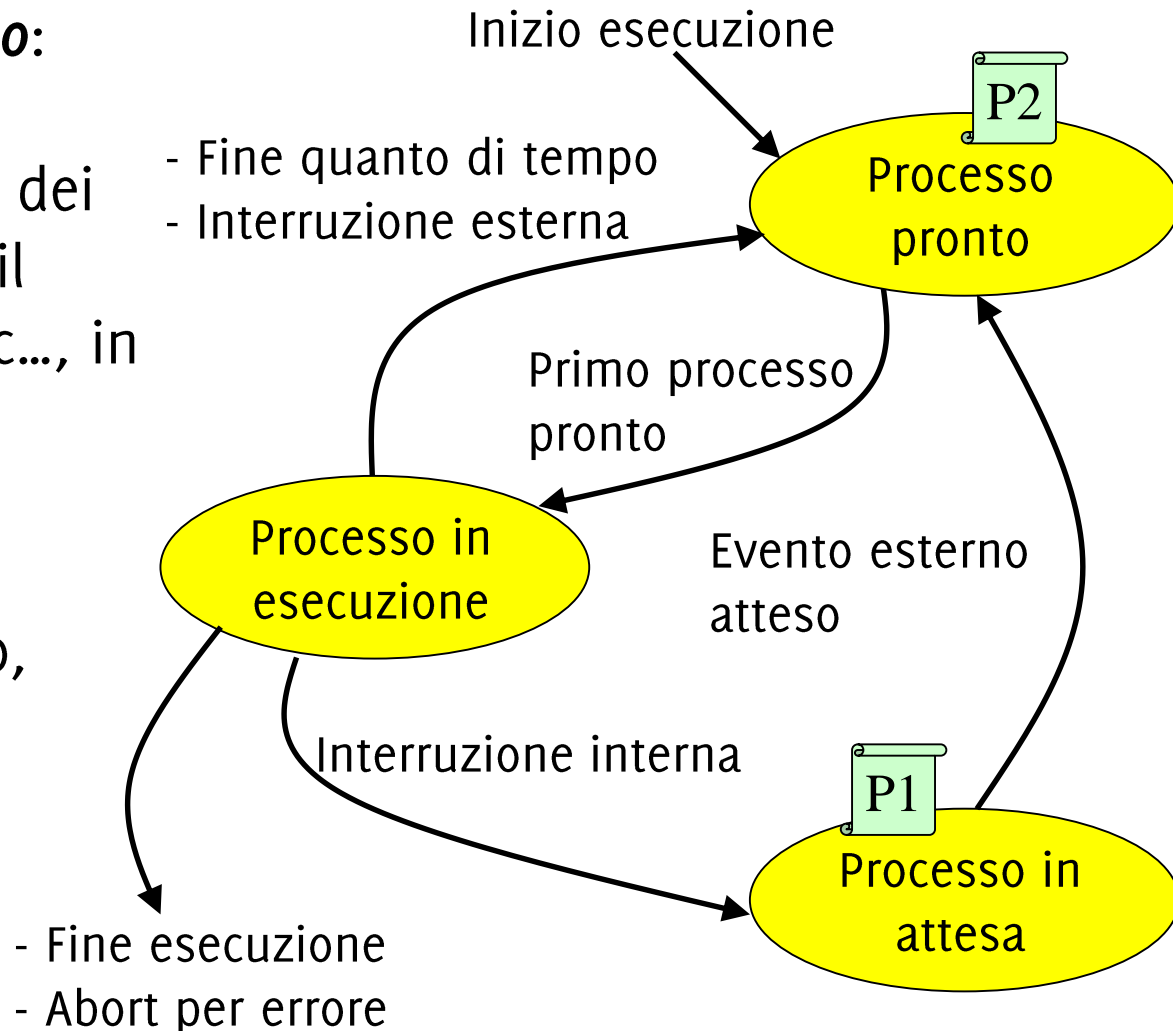 o:
Inizio esecuzione
P2
- Fine quanto di tempo
- Interruzione esterna
dei
il
c…, in
Processo
pronto
Primo processo
pronto
Processo in
esecuzione
Evento esterno
atteso
o,
Interruzione interna
P1
Processo in
attesa
- Fine esecuzione
- Abort per errore